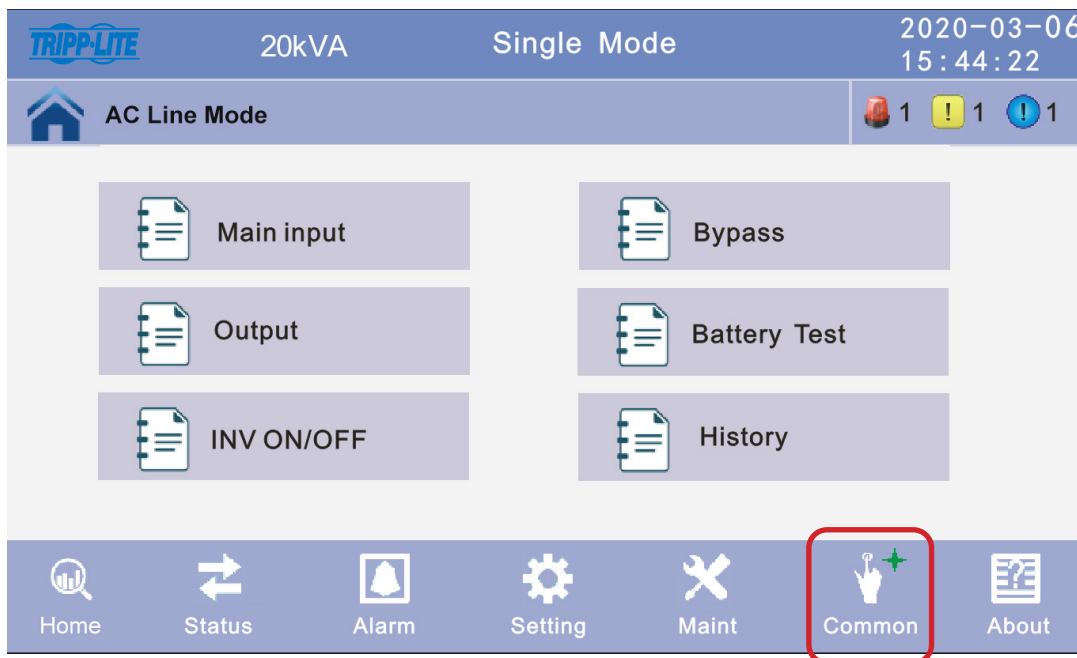 TRIPP·LITE 20kVA Single Mode 2020-03-06
15:44:22
AC Line Mode 1 ! 1 ! 1
Main input Bypass
Output Battery Test
INV ON/OFF History
Home Status Alarm Setting Maint Common About